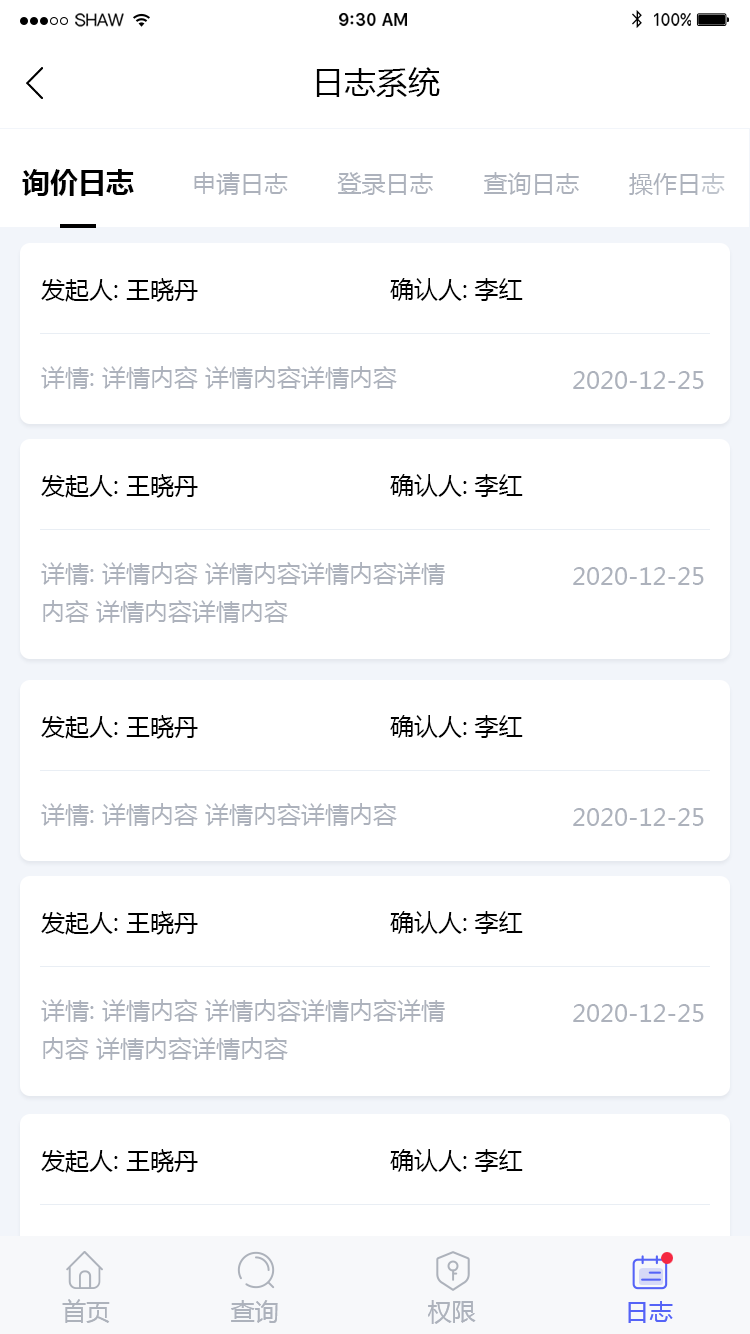 SHAW 9:30 AM 100%
日志系统
询价日志 申请日志 登录日志 查询日志 操作日志
发起人: 王晓丹 确认人: 李红
详情: 详情内容 详情内容详情内容 2020-12-25
发起人: 王晓丹 确认人: 李红
详情: 详情内容 详情内容详情内容详情 2020-12-25
内容 详情内容详情内容
发起人: 王晓丹 确认人: 李红
详情: 详情内容 详情内容详情内容 2020-12-25
发起人: 王晓丹 确认人: 李红
详情: 详情内容 详情内容详情内容详情 2020-12-25
内容 详情内容详情内容
发起人: 王晓丹 确认人: 李红
首页 查询 权限 日志